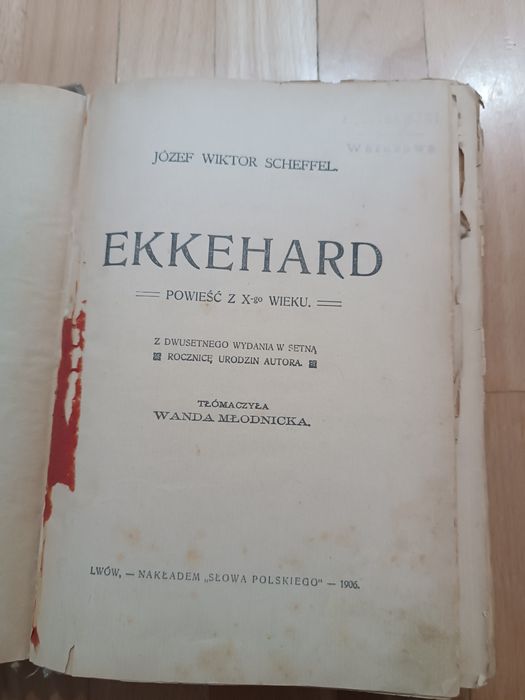 JÓZEF WIKTOR SCHEFFEL.
EKKEHARD
POWIEŚĆ Z X-go WIEKU.
Z DWUSETNEGO WYDANIA W SETNĄ
ROCZNICĘ URODZIN AUTORA.
TŁÓMACZYŁA
WANDA MŁODNICKA.
LWÓW, — NAKŁADEM „SŁOWA POLSKIEGO" — 1906.